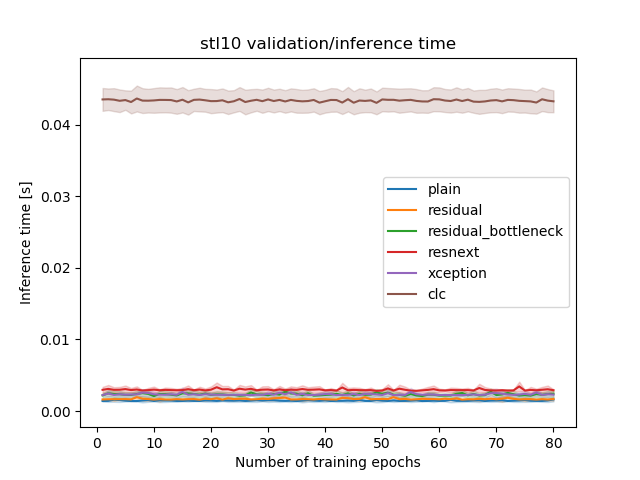 stl10 validation/inference time
Inference time [s]
0.04
0.03
0.02
0.01
0.00
plain
residual
residual_bottleneck
resnext
xception
clc
0 10 20 30 40 50 60 70 80
Number of training epochs